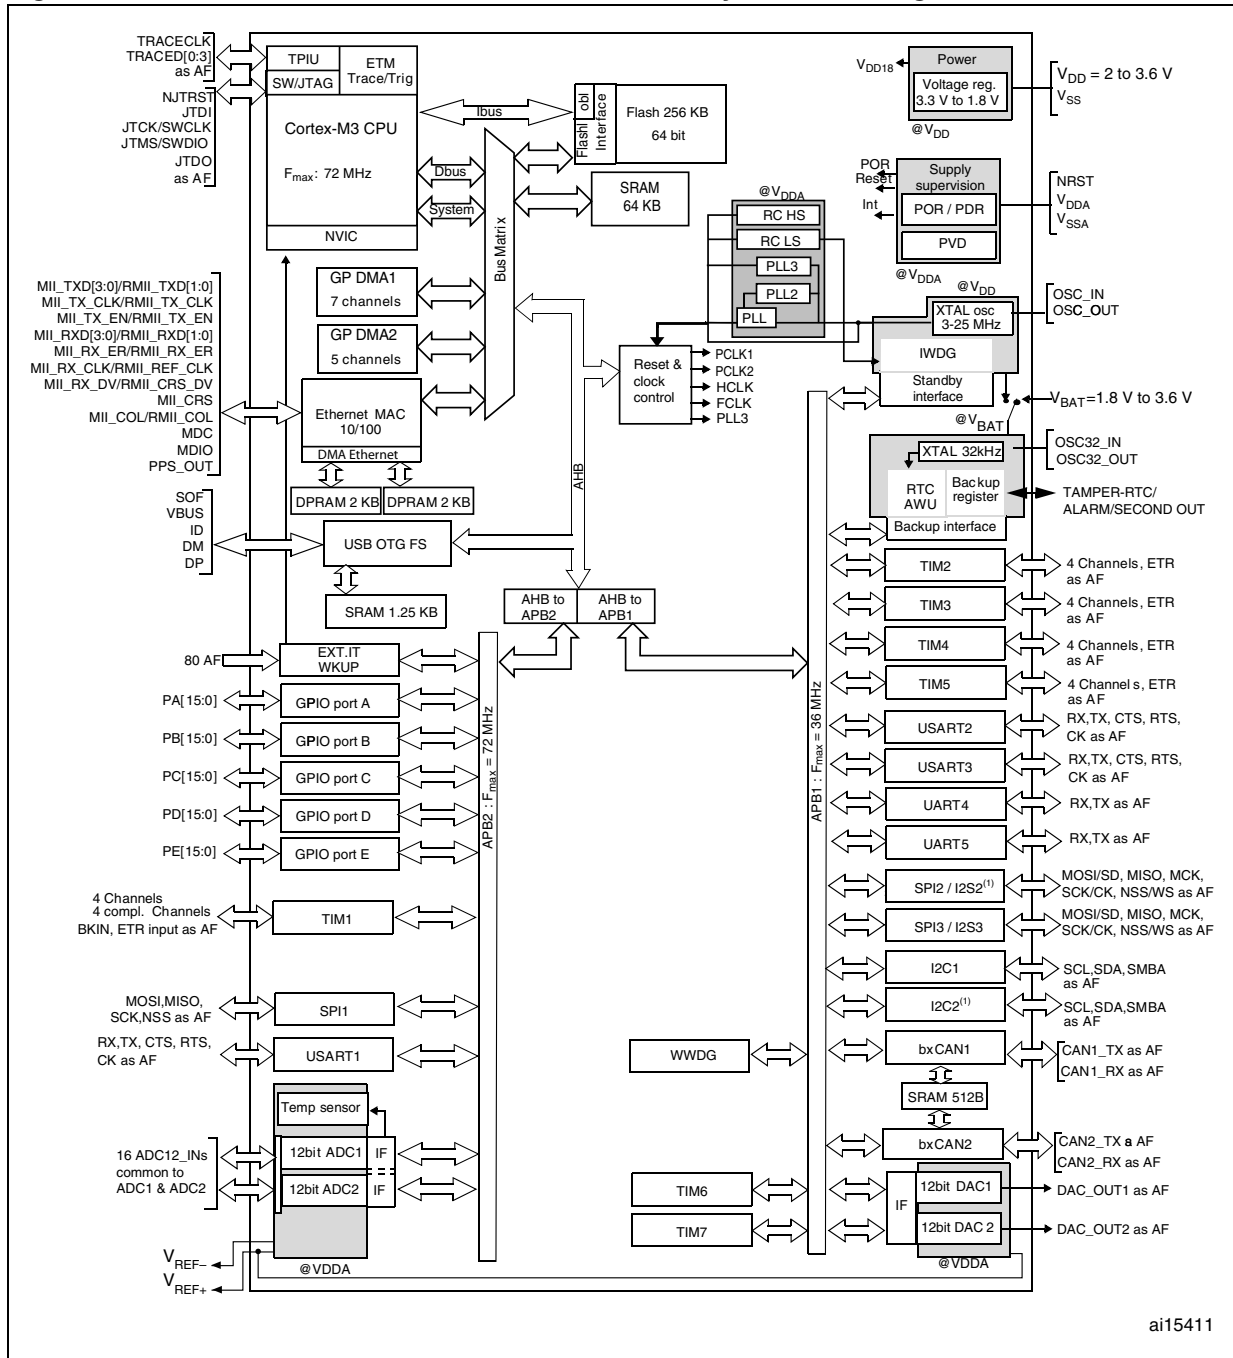 TRACECLK
TRACED[0:3]
as AF
NJTRST
JTDI
JTCK/SWCLK
JTMS/SWDIO
JTDO
as AF
TPIU
ETM
Trace/Trig
SW/JTAG
Cortex-M3 CPU
Fmax: 72 MHz
NVIC
Ibus
Dbus
System
Bus Matrix
Flashl obl
Interface
Flash 256 KB
64 bit
SRAM
64 KB
VDD18
Power
Voltage reg.
3.3 V to 1.8 V
@VDD
VDD = 2 to 3.6 V
VSS
POR
Reset
Int
Supply
supervision
POR / PDR
PVD
@VDDA
NRST
VDDA
VSSA
@VDDA
RC HS
RC LS
PLL3
PLL2
PLL
@VDD
XTAL osc
3-25 MHz
IWDG
Standby
interface
OSC_IN
OSC_OUT
GP DMA1
7 channels
GP DMA2
5 channels
MII_TXD[3:0]/RMII_TXD[1:0]
MII_TX_CLK/RMII_TX_CLK
MII_TX_EN/RMII_TX_EN
MII_RXD[3:0]/RMII_RXD[1:0]
MII_RX_ER/RMII_RX_ER
MII_RX_CLK/RMII_REF_CLK
MII_RX_DV/RMII_CRS_DV
MII_CRS
MII_COL/RMII_COL
MDC
MDIO
PPS_OUT
Ethernet MAC
10/100
DMA Ethernet
DPRAM 2 KB
DPRAM 2 KB
AHB
Reset &
clock
control
PCLK1
PCLK2
HCLK
FCLK
PLL3
VBAT=1.8 V to 3.6 V
@VBAT
XTAL 32kHz
RTC
AWU
Backup
register
Backup interface
OSC32_IN
OSC32_OUT
TAMPER-RTC/
ALARM/SECOND OUT
SOF
VBUS
ID
DM
DP
USB OTG FS
SRAM 1.25 KB
AHB to
APB2
AHB to
APB1
80 AF
EXT.IT
WKUP
PA[15:0]
GPIO port A
PB[15:0]
GPIO port B
PC[15:0]
GPIO port C
PD[15:0]
GPIO port D
PE[15:0]
GPIO port E
4 Channels
4 compl. Channels
BKIN, ETR input as AF
TIM1
MOSI,MISO,
SCK,NSS as AF
SPI1
RX,TX, CTS, RTS,
CK as AF
USART1
Temp sensor
16 ADC12_INs
common to
ADC1 & ADC2
12bit ADC1
IF
12bit ADC2
IF
VREF–
VREF+
@VDDA
APB2 : Fmax = 72 MHz
APB1 : Fmax = 36 MHz
WWDG
TIM6
TIM7
TIM2
4 Channels, ETR
as AF
TIM3
4 Channels, ETR
as AF
TIM4
4 Channels, ETR
as AF
TIM5
4 Channels, ETR
as AF
USART2
RX,TX, CTS, RTS,
CK as AF
USART3
RX,TX, CTS, RTS,
CK as AF
UART4
RX,TX as AF
UART5
RX,TX as AF
SPI2 / I2S2(1)
MOSI/SD, MISO, MCK,
SCK/CK, NSS/WS as AF
SPI3 / I2S3
MOSI/SD, MISO, MCK,
SCK/CK, NSS/WS as AF
I2C1
SCL,SDA,SMBA
as AF
I2C2(1)
SCL,SDA,SMBA
as AF
bxCAN1
CAN1_TX as AF
CAN1_RX as AF
SRAM 512B
bxCAN2
CAN2_TX a AF
CAN2_RX as AF
IF
12bit DAC1
DAC_OUT1 as AF
12bit DAC 2
DAC_OUT2 as AF
@VDDA
ai15411